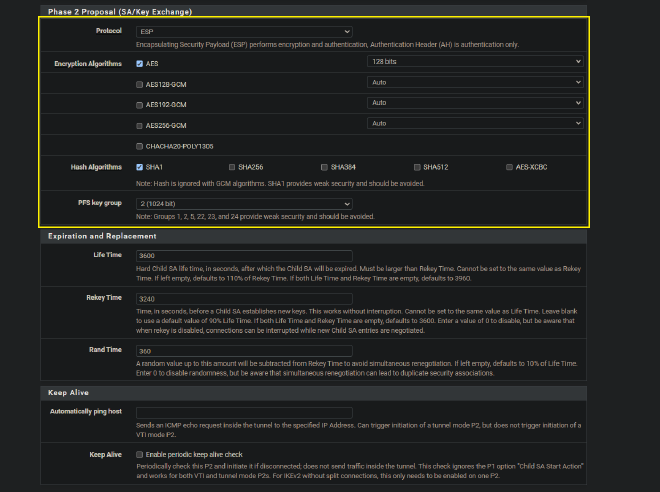 Phase 2 Proposal (SA/Key Exchange)
Protocol
ESP
Encapsulating Security Payload (ESP) performs encryption and authentication, Authentication Header (AH) is authentication only.
Encryption Algorithms
AES
128 bits
AES128-GCM
Auto
AES192-GCM
Auto
AES256-GCM
Auto
CHACHA20-POLY1305
Hash Algorithms
SHA1
SHA256
SHA384
SHA512
AES-XCBC
Note: Hash is ignored with GCM algorithms. SHA1 provides weak security and should be avoided.
PFS key group
2 (1024 bit)
Note: Groups 1, 2, 5, 22, 23, and 24 provide weak security and should be avoided.
Expiration and Replacement
Life Time
3600
Hard Child SA life time, in seconds, after which the Child SA will be expired. Must be larger than Rekey Time. Cannot be set to the same value as Rekey
Time. If left empty, defaults to 110% of Rekey Time. If both Life Time and Rekey Time are empty, defaults to 3960.
Rekey Time
3240
Time, in seconds, before a Child SA establishes new keys. This works without interruption. Cannot be set to the same value as Life Time. Leave blank
to use a default value of 90% Life Time. If both Life Time and Rekey Time are empty, defaults to 3600. Enter a value of 0 to disable, but be aware that
when rekey is disabled, connections can be interrupted while new Child SA entries are negotiated.
Rand Time
360
A random value up to this amount will be subtracted from Rekey Time to avoid simultaneous renegotiation. If left empty, defaults to 10% of Life Time.
Enter 0 to disable randomness, but be aware that simultaneous renegotiation can lead to duplicate security associations.
Keep Alive
Automatically ping host
Sends an ICMP echo request inside the tunnel to the specified IP Address. Can trigger initiation of a tunnel mode P2, but does not trigger initiation of a
VTI mode P2.
Keep Alive
Enable periodic keep alive check
Periodically check this P2 and initiate it if disconnected; does not send traffic inside the tunnel. This check ignores the P1 option "Child SA Start Action"
and works for both VTI and tunnel mode P2s. For IKEv2 without split connections, this only needs to be enabled on one P2.